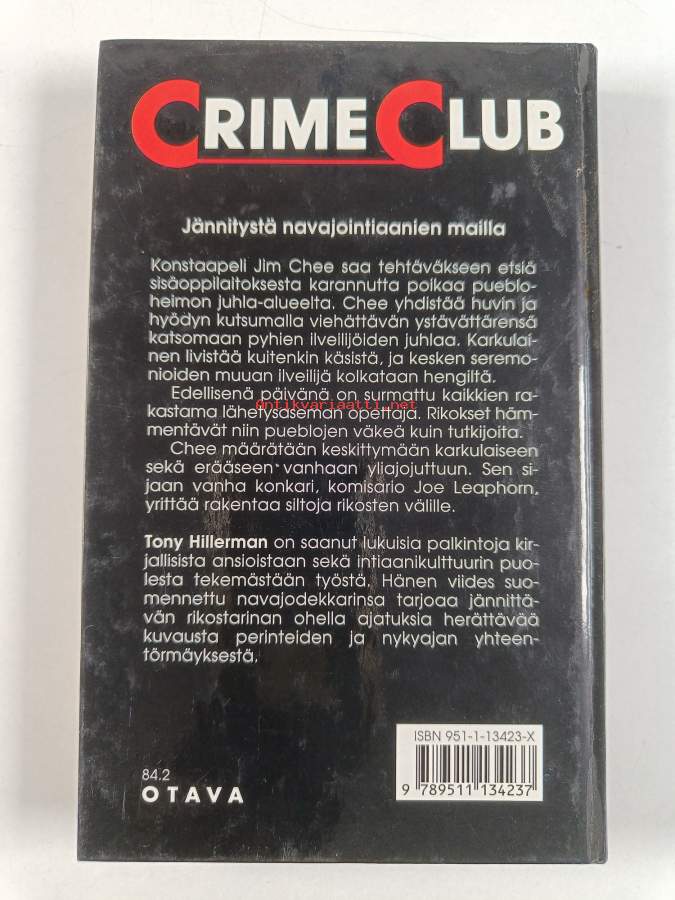 CRIME CLUB
Jännitystä navajointiaanien mailla
Konstaapeli Jim Chee saa tehtäväkseen etsiä
sisäoppilaitoksesta karannutta poikaa pueblo-
heimon juhla-alueelta. Chee yhdistää huvin ja
hyödyn kutsumalla viehättävän ystävättärensä
katsomaan pyhien ilveilijöiden juhlaa. Karkulai-
nen livistää kuitenkin käsistä, ja kesken seremo-
nioiden muuan ilveilijä kolkataan hengiltä.
Edellisenä päivänä on surmattu kaikkien ra-
kastama lähetysaseman opettaja. Rikokset häm-
mentävät niin pueblojen väkeä kuin tutkijoita.
Antikvariaatti.net
Chee määrätään keskittymään karkulaiseen
sekä erääseen vanhaan yliajojuttuun. Sen si-
jaan vanha konkari, komisario Joe Leaphorn,
yrittää rakentaa siltoja rikosten välille.
Tony Hillerman on saanut lukuisia palkintoja kir-
jallisista ansioistaan sekä intiaanikulttuurin puo-
lesta tekemästään työstä. Hänen viides suo-
mennettu navajodekkarinsa tarjoaa jännittä-
vän rikostarinan ohella ajatuksia herättävää
kuvausta perinteiden ja nykyajan yhteen-
törmäyksestä.
ISBN 951-1-13423-X
9 789511 134237
84.2
OTAVA